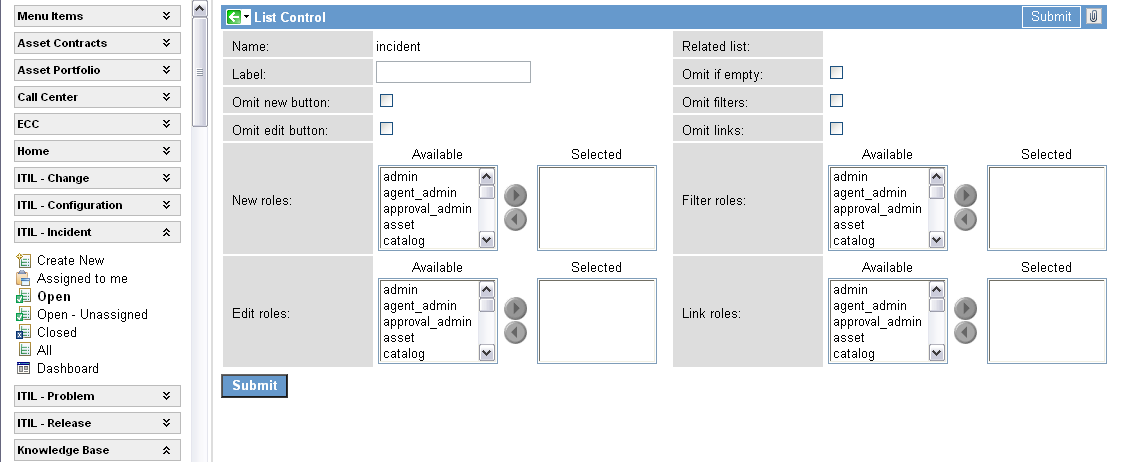 Menu Items
Asset Contracts
Asset Portfolio
Call Center
ECC
Home
ITIL - Change
ITIL - Configuration
ITIL - Incident
Create New
Assigned to me
Open
Open - Unassigned
Closed
All
Dashboard
ITIL - Problem
ITIL - Release
Knowledge Base
List Control
Submit
Name:
incident
Related list:
Label:
Omit if empty:
Omit new button:
Omit filters:
Omit edit button:
Omit links:
New roles:
Available
Selected
admin
agent_admin
approval_admin
asset
catalog
Filter roles:
Available
Selected
admin
agent_admin
approval_admin
asset
catalog
Edit roles:
Available
Selected
admin
agent_admin
approval_admin
asset
catalog
Link roles:
Available
Selected
admin
agent_admin
approval_admin
asset
catalog
Submit